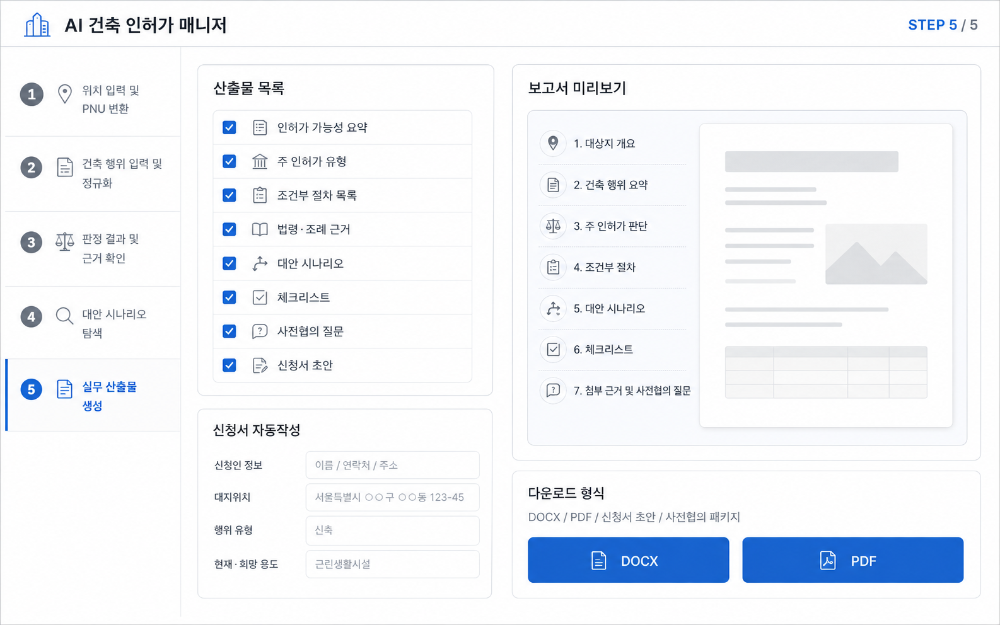 AI 건축 인허가 매니저
STEP 5 / 5
1
위치 입력 및
PNU 변환
2
건축 행위 입력 및
정규화
3
판정 결과 및
근거 확인
4
대안 시나리오
탐색
5
실무 산출물
생성
산출물 목록
인허가 가능성 요약
주 인허가 유형
조건부 절차 목록
법령 · 조례 근거
대안 시나리오
체크리스트
사전협의 질문
신청서 초안
신청서 자동작성
신청인 정보
이름 / 연락처 / 주소
대지위치
서울특별시 ○○구 ○○동 123-45
행위 유형
신축
현재 · 희망 용도
근린생활시설
보고서 미리보기
1. 대상지 개요
2. 건축 행위 요약
3. 주 인허가 판단
4. 조건부 절차
5. 대안 시나리오
6. 체크리스트
7. 첨부 근거 및 사전협의 질문
다운로드 형식
DOCX / PDF / 신청서 초안 / 사전협의 패키지
DOCX
PDF